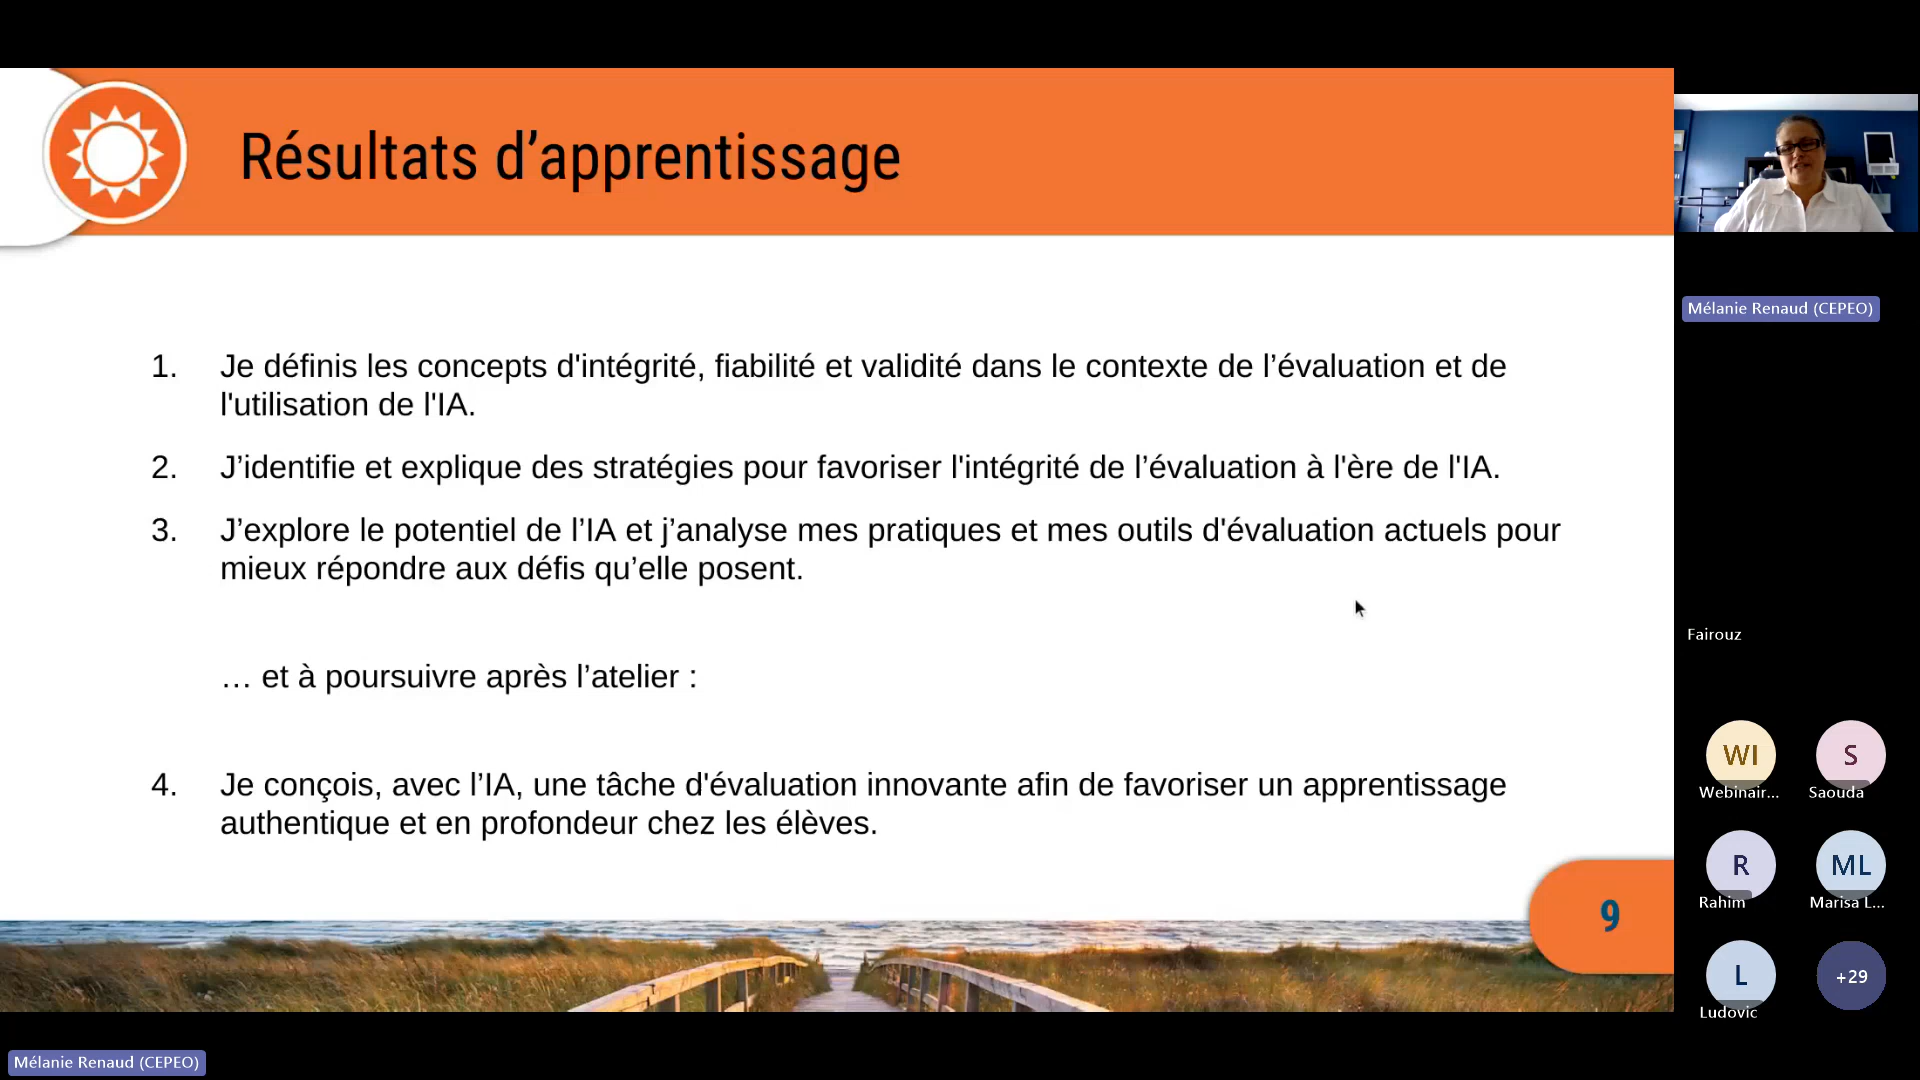 Résultats d’apprentissage
1. Je définis les concepts d'intégrité, fiabilité et validité dans le contexte de l’évaluation et de
l'utilisation de l'IA.
2. J’identifie et explique des stratégies pour favoriser l'intégrité de l’évaluation à l'ère de l'IA.
3. J’explore le potentiel de l’IA et j’analyse mes pratiques et mes outils d'évaluation actuels pour
mieux répondre aux défis qu’elle posent.
… et à poursuivre après l’atelier :
4. Je conçois, avec l’IA, une tâche d'évaluation innovante afin de favoriser un apprentissage
authentique et en profondeur chez les élèves.
9
Mélanie Renaud (CEPEO)
Fairouz
WI
Webinair...
S
Saouda
R
Rahim
ML
Marisa L...
L
Ludovic
+29
Mélanie Renaud (CEPEO)